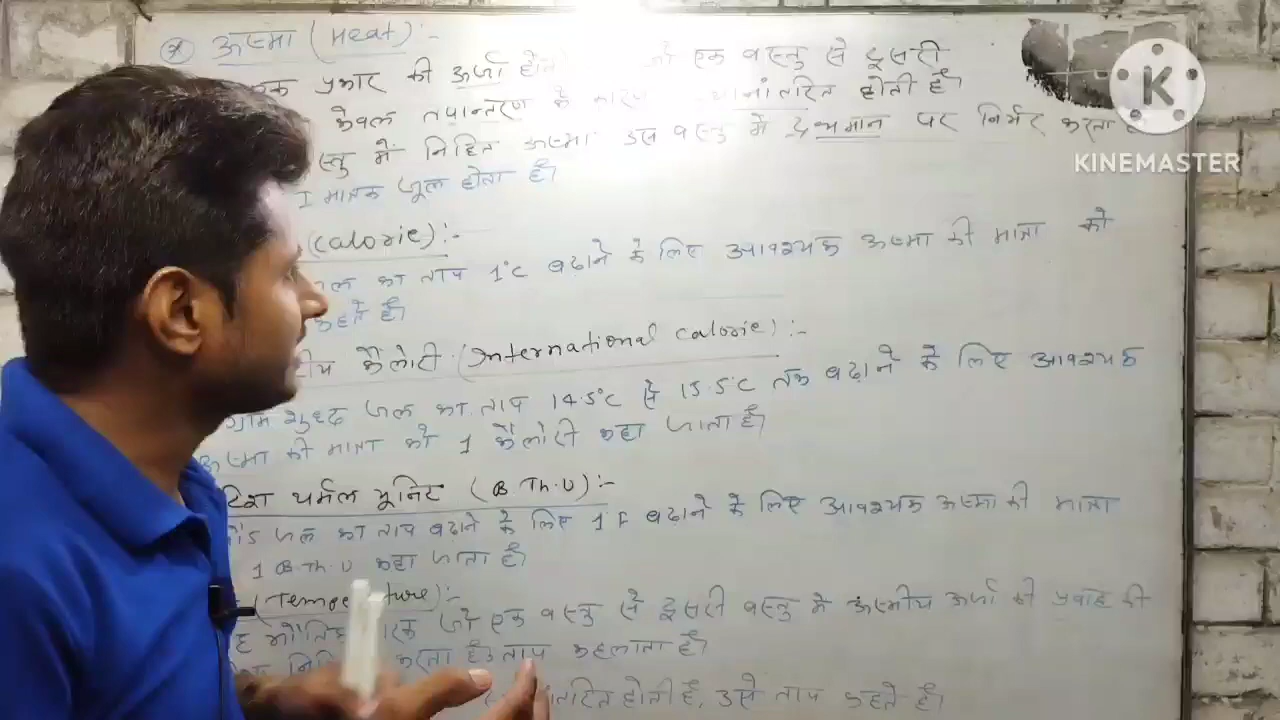 ऊष्मा (Heat) :-
एक प्रकार की ऊर्जा होती जो एक वस्तु से दूसरी
केवल तपान्तरण के कारण स्थानांतरित होती है।
में निहित ऊष्मा उस वस्तु में द्रव्यमान पर निर्भर करता है
मात्रक जूल होता है।
(calorie) :-
जल का ताप 1°C बढ़ाने के लिए आवश्यक ऊष्मा की मात्रा को
कहते है।
कैलोरी (International calorie) :-
ग्राम शुध्द जल का ताप 14.5°C से 15.5°C तक बढ़ाने के लिए आवश्यक
ऊष्मा की मात्रा को 1 कैलोरी कहा जाता है।
थर्मल यूनिट (B.Th.U) :-
जल का ताप बढ़ाने के लिए 1°F बढ़ाने के लिए आवश्यक ऊष्मा की मात्रा
1 B.Th.U कहा जाता है।
(Temperature) :-
जो एक वस्तु से दूसरी वस्तु में ऊष्मीय ऊर्जा की प्रवाह की
करता है, ताप कहलाता है।
होती है, उसे ताप कहते है।
K
KINEMASTER